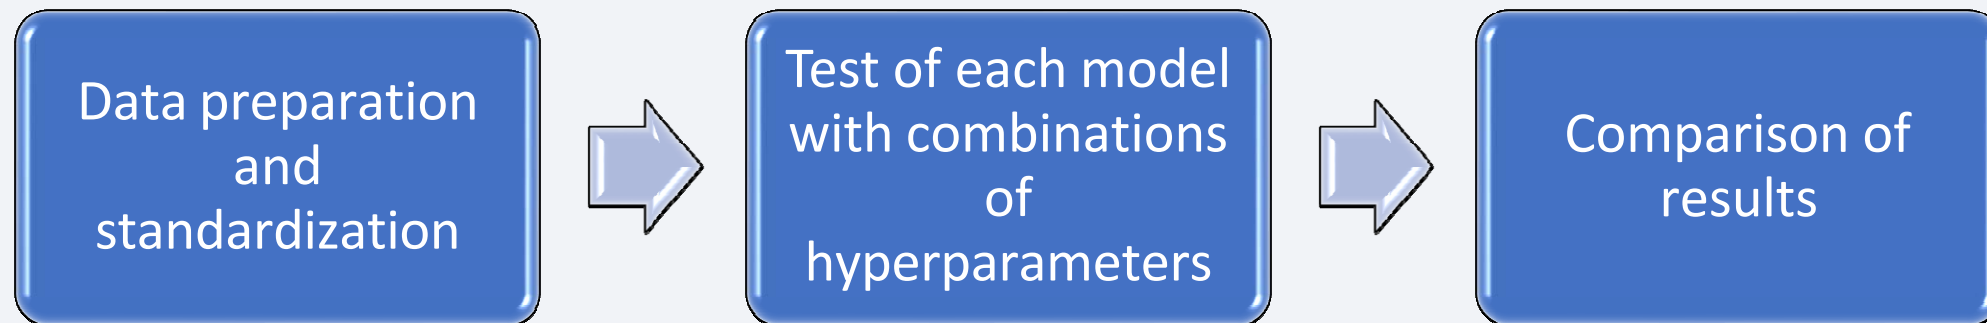 Data preparation
and
standardization
Test of each model
with combinations
of
hyperparameters
Comparison of
results